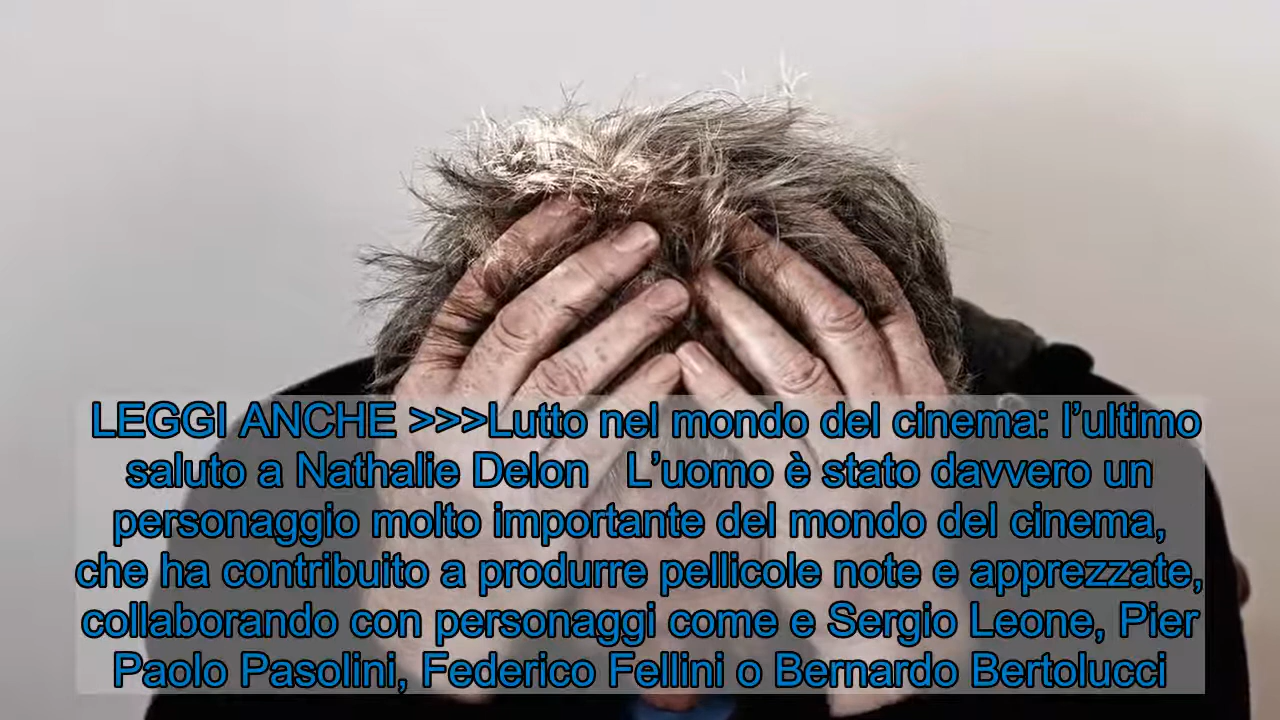 LEGGI ANCHE >>>Lutto nel mondo del cinema: l’ultimo
saluto a Nathalie Delon   L’uomo è stato davvero un
personaggio molto importante del mondo del cinema,
che ha contribuito a produrre pellicole note e apprezzate,
collaborando con personaggi come e Sergio Leone, Pier
Paolo Pasolini, Federico Fellini o Bernardo Bertolucci